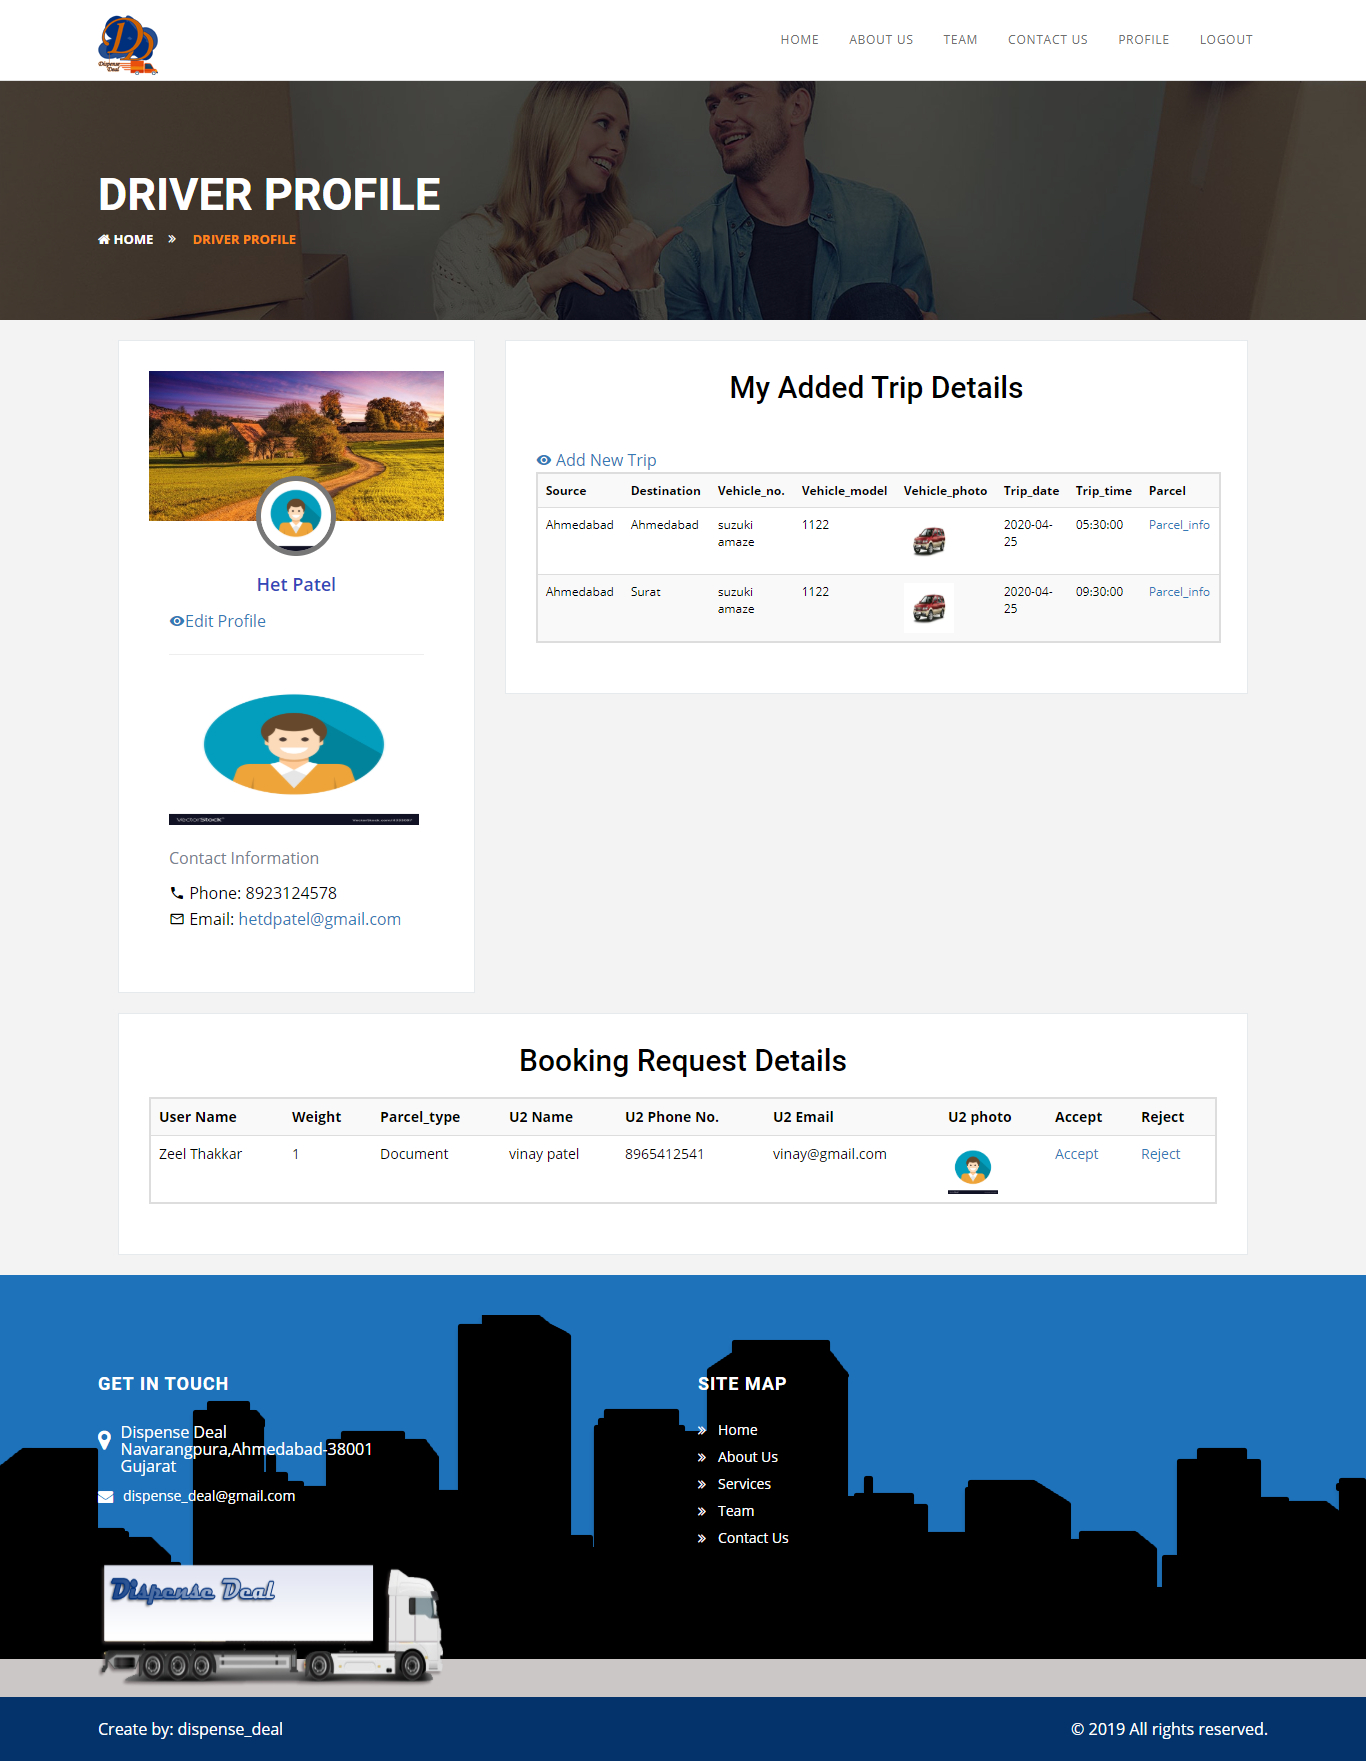 Dispense
Deal
HOME ABOUT US TEAM CONTACT US PROFILE LOGOUT
DRIVER PROFILE
HOME » DRIVER PROFILE
Het Patel
Edit Profile
VectorStock
Contact Information
Phone: 8923124578
Email: hetdpatel@gmail.com
My Added Trip Details
Add New Trip
Source Destination Vehicle_no. Vehicle_model Vehicle_photo Trip_date Trip_time Parcel
Ahmedabad Ahmedabad suzuki 1122 2020-04- 05:30:00 Parcel_info
amaze 25
Ahmedabad Surat suzuki 1122 2020-04- 09:30:00 Parcel_info
amaze 25
Booking Request Details
User Name Weight Parcel_type U2 Name U2 Phone No. U2 Email U2 photo Accept Reject
Zeel Thakkar 1 Document vinay patel 8965412541 vinay@gmail.com Accept Reject
GET IN TOUCH
Dispense Deal
Navarangpura,Ahmedabad-38001
Gujarat
dispense_deal@gmail.com
SITE MAP
» Home
» About Us
» Services
» Team
» Contact Us
Dispense Deal
Create by: dispense_deal
© 2019 All rights reserved.